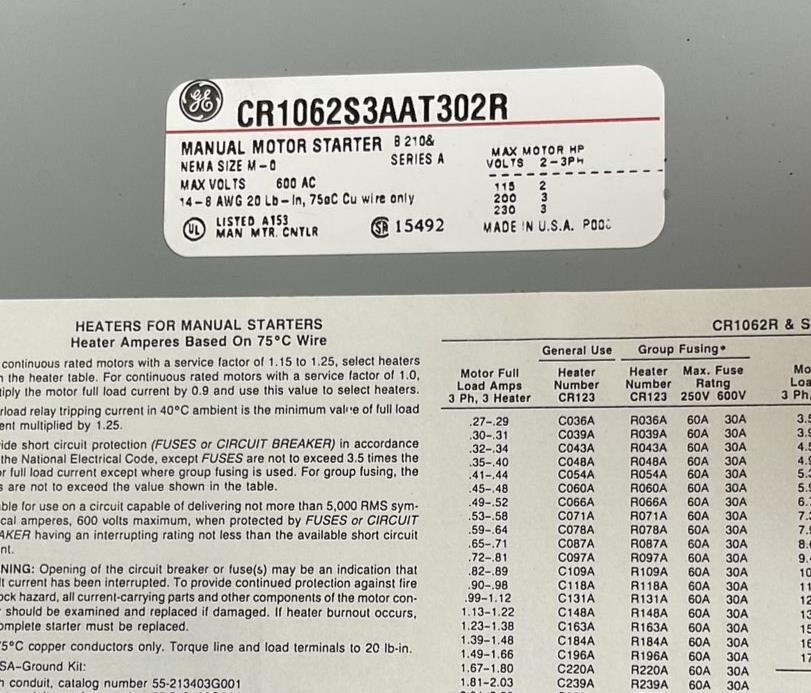 GE
CR1062S3AAT302R
MANUAL MOTOR STARTER B 210&
NEMA SIZE M-0 SERIES A
MAX VOLTS 600 AC
14-8 AWG 20 Lb-In, 75øC Cu wire only
UL LISTED A153
MAN MTR. CNTLR
SA 15492
MAX MOTOR HP
VOLTS 2-3PH
115 2
200 3
230 3
MADE IN U.S.A.
HEATERS FOR MANUAL STARTERS
Heater Amperes Based On 75°C Wire
continuous rated motors with a service factor of 1.15 to 1.25, select heaters
the heater table. For continuous rated motors with a service factor of 1.0,
tiply the motor full load current by 0.9 and use this value to select heaters.
rload relay tripping current in 40°C ambient is the minimum value of full load
ent multiplied by 1.25.
ide short circuit protection (FUSES or CIRCUIT BREAKER) in accordance
the National Electrical Code, except FUSES are not to exceed 3.5 times the
r full load current except where group fusing is used. For group fusing, the
s are not to exceed the value shown in the table.
ble for use on a circuit capable of delivering not more than 5,000 RMS sym-
cal amperes, 600 volts maximum, when protected by FUSES or CIRCUIT
AKER having an interrupting rating not less than the available short circuit
nt.
NING: Opening of the circuit breaker or fuse(s) may be an indication that
lt current has been interrupted. To provide continued protection against fire
ock hazard, all current-carrying parts and other components of the motor con-
should be examined and replaced if damaged. If heater burnout occurs,
omplete starter must be replaced.
75°C copper conductors only. Torque line and load terminals to 20 lb-in.
SA-Ground Kit:
conduit, catalog number 55-213403G001
CR1062R & S
General Use Group Fusing*
Motor Full Heater Heater Max. Fuse
Load Amps Number Number Ratng
3 Ph, 3 Heater CR123 CR123 250V 600V
.27-.29 C036A R036A 60A 30A
.30-.31 C039A R039A 60A 30A
.32-.34 C043A R043A 60A 30A
.35-.40 C048A R048A 60A 30A
.41-.44 C054A R054A 60A 30A
.45-.48 C060A R060A 60A 30A
.49-.52 C066A R066A 60A 30A
.53-.58 C071A R071A 60A 30A
.59-.64 C078A R078A 60A 30A
.65-.71 C087A R087A 60A 30A
.72-.81 C097A R097A 60A 30A
.82-.89 C109A R109A 60A 30A
.90-.98 C118A R118A 60A 30A
.99-1.12 C131A R131A 60A 30A
1.13-1.22 C148A R148A 60A 30A
1.23-1.38 C163A R163A 60A 30A
1.39-1.48 C184A R184A 60A 30A
1.49-1.66 C196A R196A 60A 30A
1.67-1.80 C220A R220A 60A 30A
1.81-2.03 C239A R239A 60A 30A